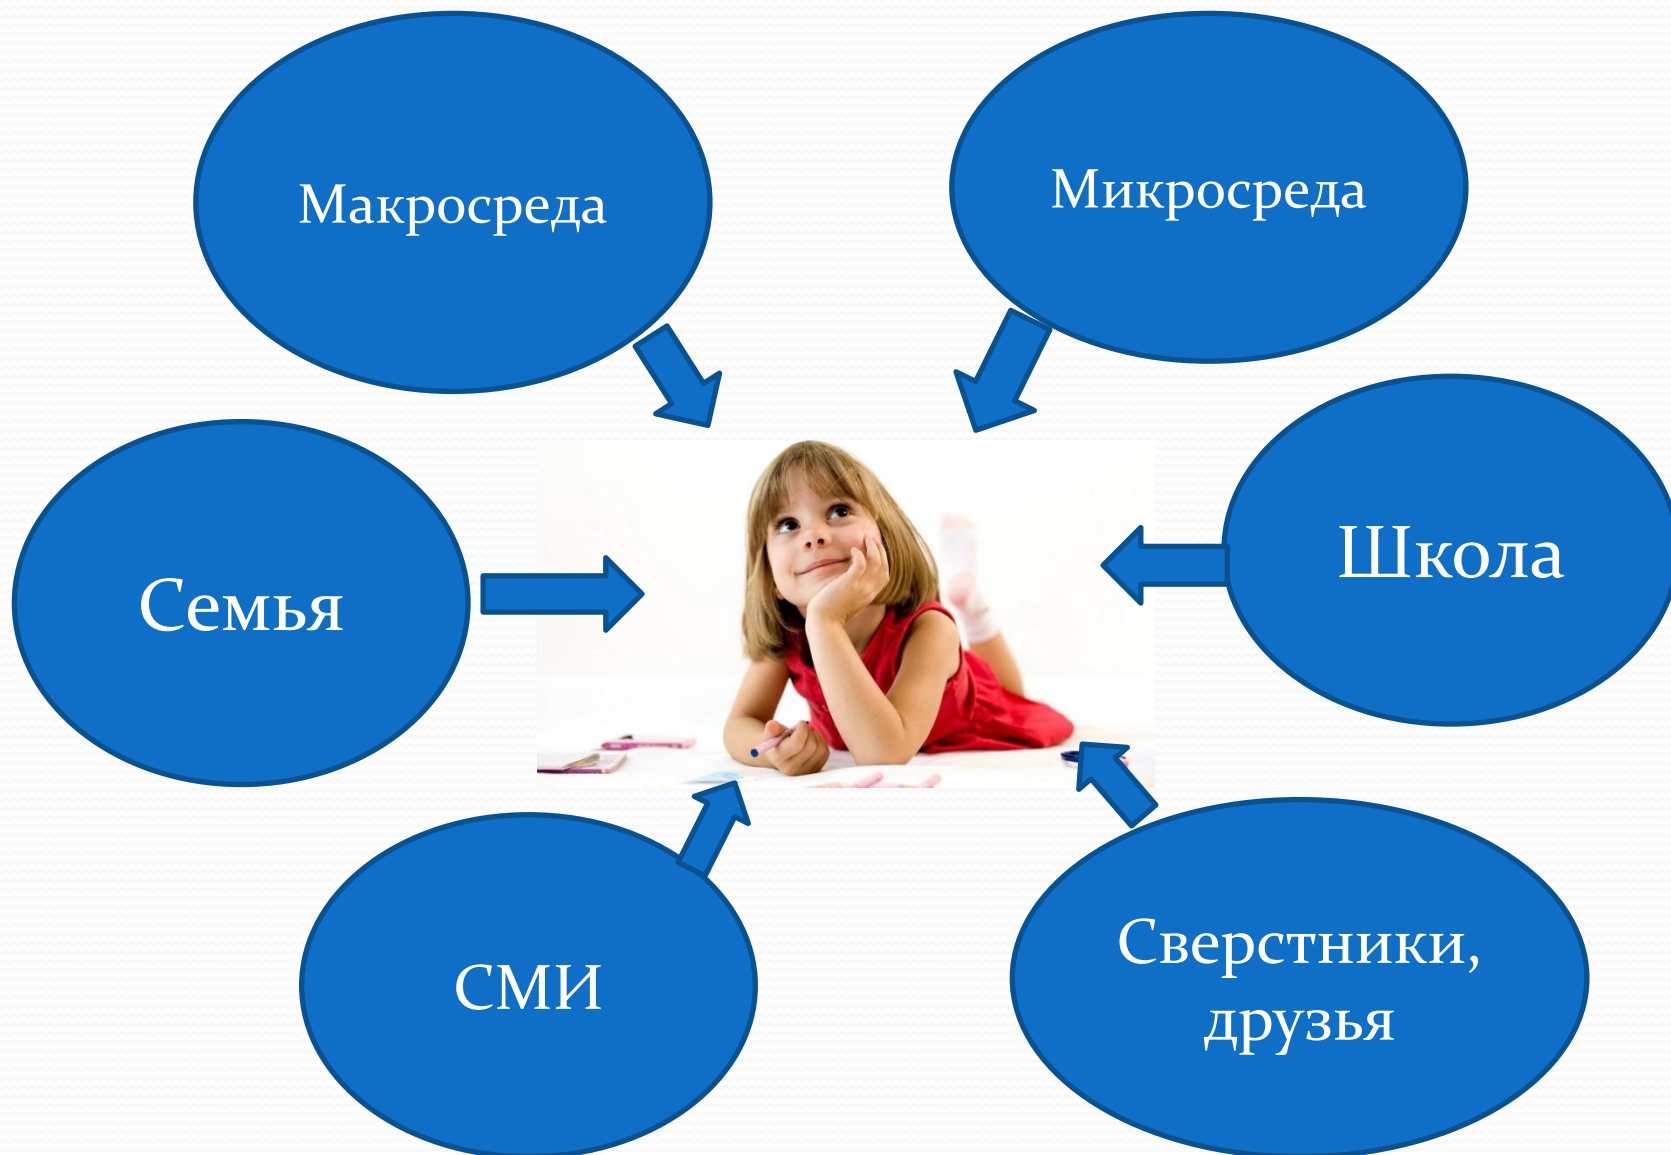 Макросреда
Микросреда
Семья
Школа
СМИ
Сверстники,
друзья